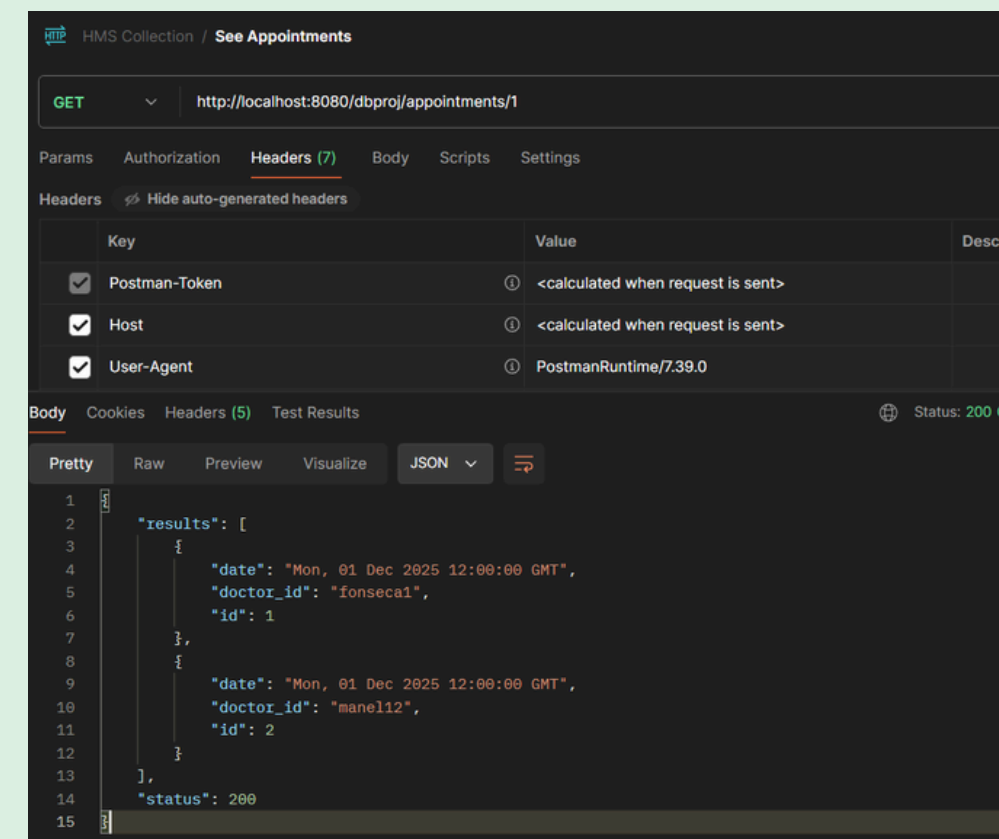 HTTP HMS Collection / See Appointments
GET http://localhost:8080/dbproj/appointments/1
Params Authorization Headers (7) Body Scripts Settings
Headers Hide auto-generated headers
Key Value Desc
Postman-Token <calculated when request is sent>
Host <calculated when request is sent>
User-Agent PostmanRuntime/7.39.0
Body Cookies Headers (5) Test Results Status: 200
Pretty Raw Preview Visualize JSON
1 {
2 "results": [
3 {
4 "date": "Mon, 01 Dec 2025 12:00:00 GMT",
5 "doctor_id": "fonseca1",
6 "id": 1
7 },
8 {
9 "date": "Mon, 01 Dec 2025 12:00:00 GMT",
10 "doctor_id": "manel12",
11 "id": 2
12 }
13 ],
14 "status": 200
15 }